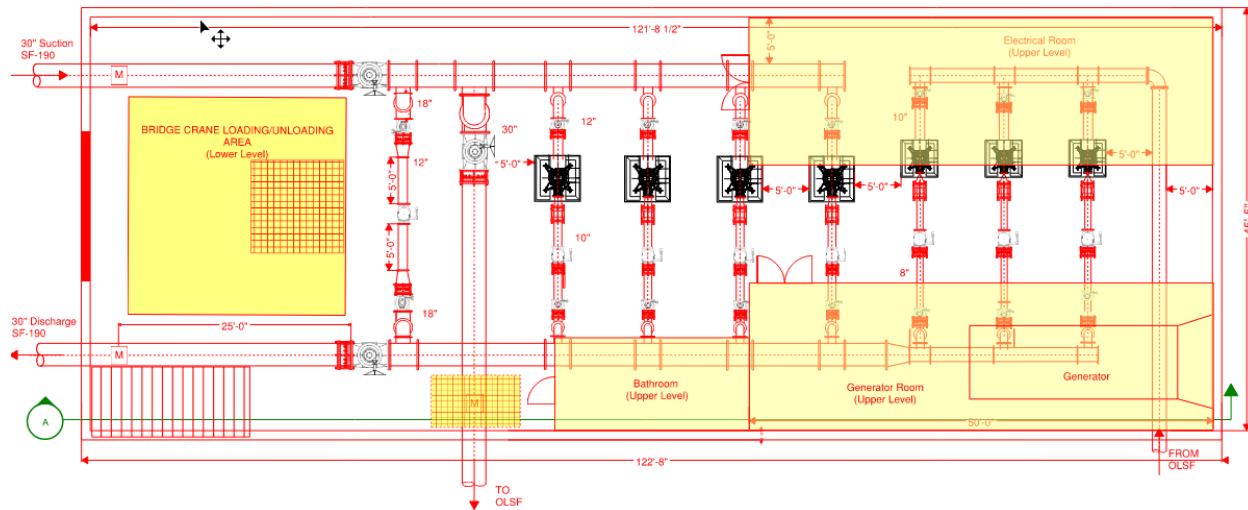 121'-8 1/2"
30" Suction
SF-190
M
5'-0"
Electrical Room
(Upper Level)
18"
12"
10"
30"
BRIDGE CRANE LOADING/UNLOADING
AREA
(Lower Level)
12"
5'-0"
5'-0"
5'-0"
5'-0"
5'-0"
5'-0"
5'-0"
10"
8"
18"
30" Discharge
SF-190
25'-0"
M
M
Bathroom
(Upper Level)
Generator Room
(Upper Level)
Generator
50'-0"
A
122'-8"
TO
OLSF
FROM
OLSF